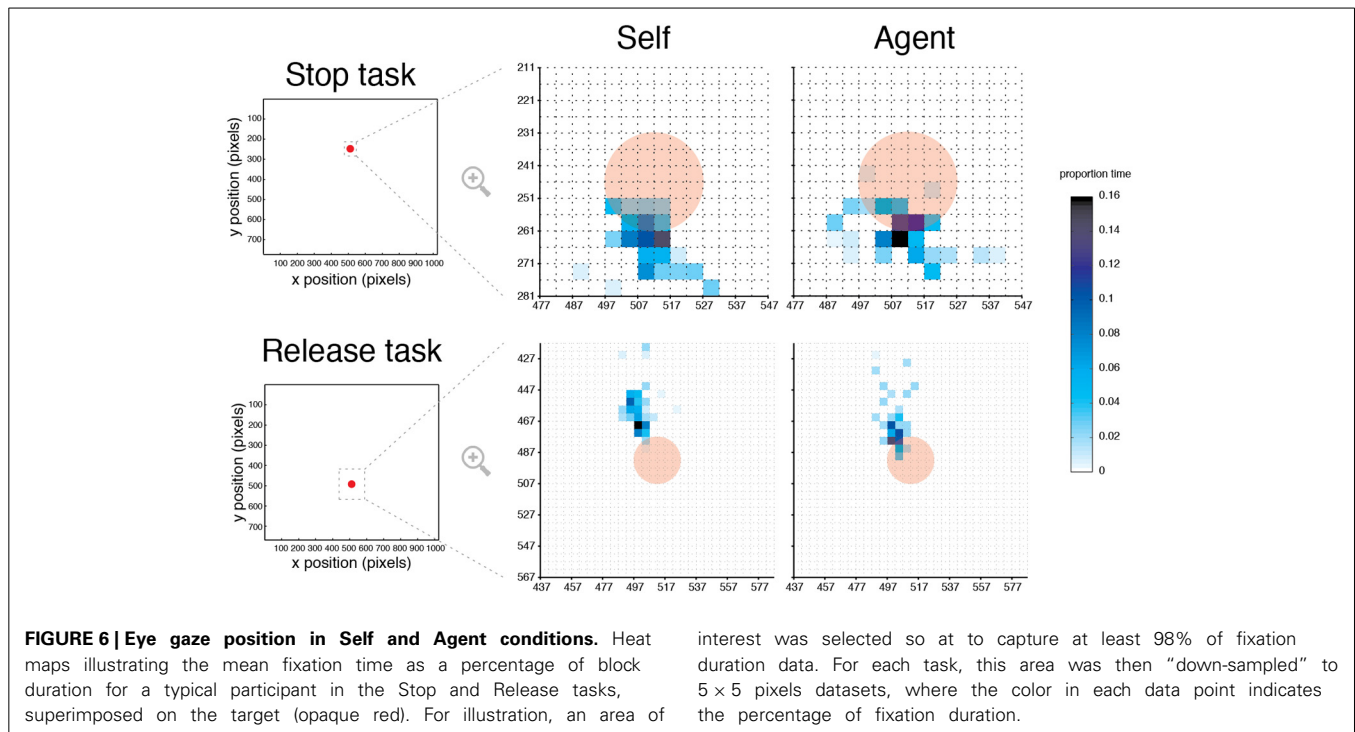 Self Agent
Stop task
211
221
231
241
251
261
271
281
477 487 497 507 517 527 537 547
477 487 497 507 517 527 537 547
y position (pixels)
100
200
300
400
500
600
700
100 200 300 400 500 600 700 800 900 1000
x position (pixels)
proportion time
0.16
0.14
0.12
0.1
0.08
0.06
0.04
0.02
0
Release task
427
447
467
487
507
527
547
567
437 457 477 497 517 537 557 577
437 457 477 497 517 537 557 577
y position (pixels)
100
200
300
400
500
600
700
100 200 300 400 500 600 700 800 900 1000
x position (pixels)
FIGURE 6 | Eye gaze position in Self and Agent conditions. Heat
maps illustrating the mean fixation time as a percentage of block
duration for a typical participant in the Stop and Release tasks,
superimposed on the target (opaque red). For illustration, an area of
interest was selected so at to capture at least 98% of fixation
duration data. For each task, this area was then “down-sampled” to
5 × 5 pixels datasets, where the color in each data point indicates
the percentage of fixation duration.